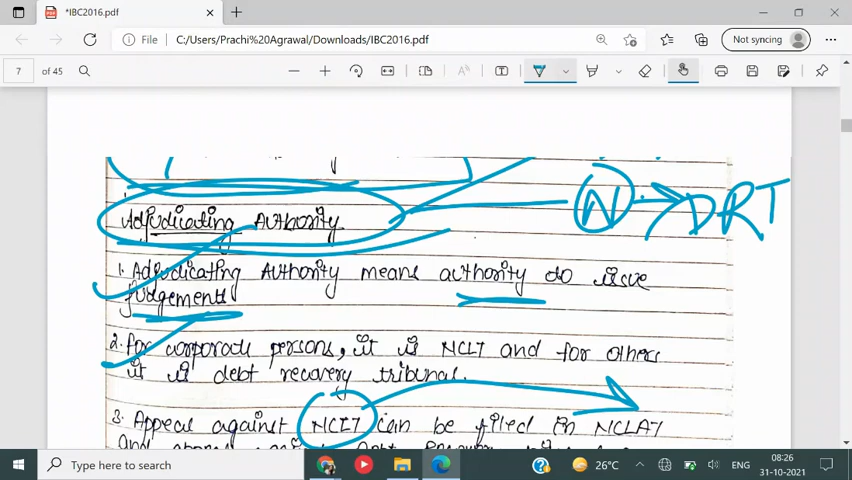 *IBC2016.pdf
File
C:/Users/Prachi%20Agrawal/Downloads/IBC2016.pdf
Not syncing
7
of 45
Adjudicating Authority
N → DRT
1. Adjudicating Authority means authority do issue
judgements
2. For corporate persons, it is NCLT and for others
it is debt recovery tribunal.
3. Appeal against NCLT can be filed in NCLAT
And
Type here to search
26°C
ENG
08:26
31-10-2021